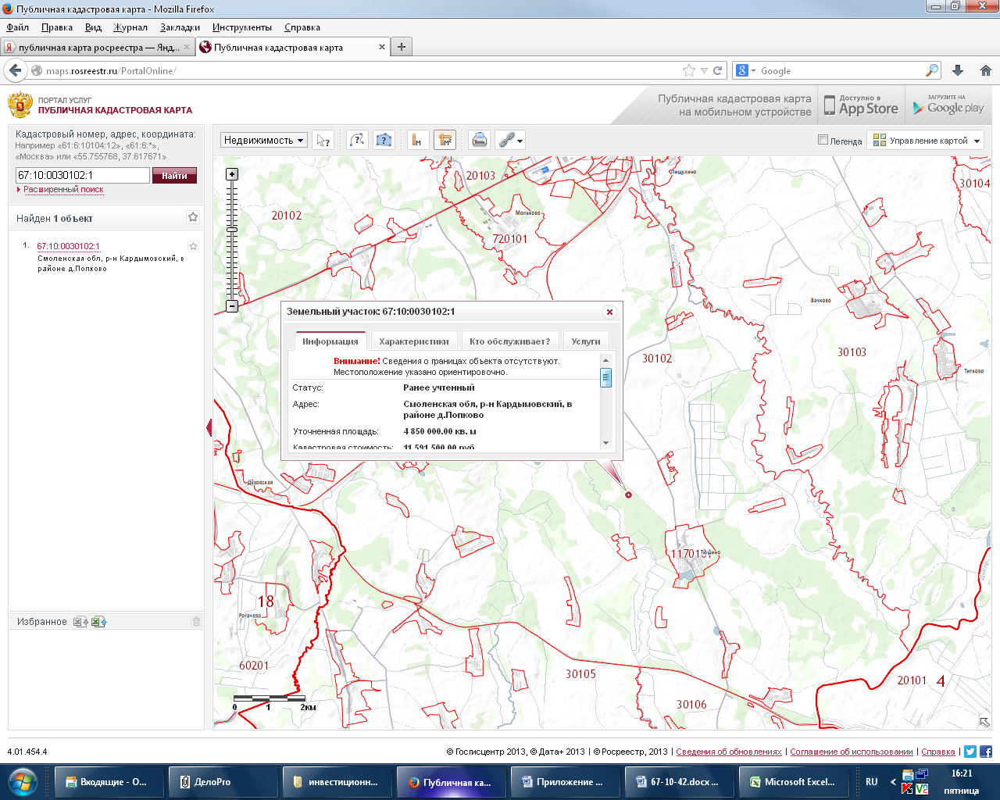 Публичная кадастровая карта - Mozilla Firefox
Файл Правка Вид Журнал Закладки Инструменты Справка
публичная карта росреестра — Янд...
Публичная кадастровая карта
maps.rosreestr.ru/PortalOnline/
Google
ПОРТАЛ УСЛУГ
ПУБЛИЧНАЯ КАДАСТРОВАЯ КАРТА
Публичная кадастровая карта
на мобильном устройстве
Доступно в
App Store
ЗАГРУЗИТЕ НА
Google play
Кадастровый номер, адрес, координата:
Например «61:6:10104:12», «61:6:*»,
«Москва» или «55.755768, 37.617671»
67:10:0030102:1
Найти
Расширенный поиск
Найден 1 объект
1. 67:10:0030102:1
Смоленская обл, р-н Кардымовский, в
районе д.Попково
Избранное
Недвижимость
Легенда
Управление картой
20103
Пищулино
30104
20102
Мольково
720101
Вачково
30102
30103
Титково
Земельный участок: 67:10:0030102:1
Информация Характеристики Кто обслуживает? Услуги
Внимание! Сведения о границах объекта отсутствуют.
Местоположение указано ориентировочно.
Статус: Ранее учтенный
Адрес: Смоленская обл, р-н Кардымовский, в
районе д.Попково
Уточненная площадь: 4 850 000.00 кв. м
Кадастровая стоимость: 11 591 500.00 руб
Духовская
Тюшино
18
Рогачево
60201
30105
20101 4
30106
0 1 2км
4.01.454.4
© Госгисцентр 2013, © Дата+ 2013 | © Росреестр, 2013 | Сведения об обновлениях | Соглашение об использовании | Справка |
Входящие - О...
ДелоPro
инвестиционн...
Публичная ка...
Приложение ...
67-10-42.docx ...
Microsoft Excel...
RU
16:21
пятница